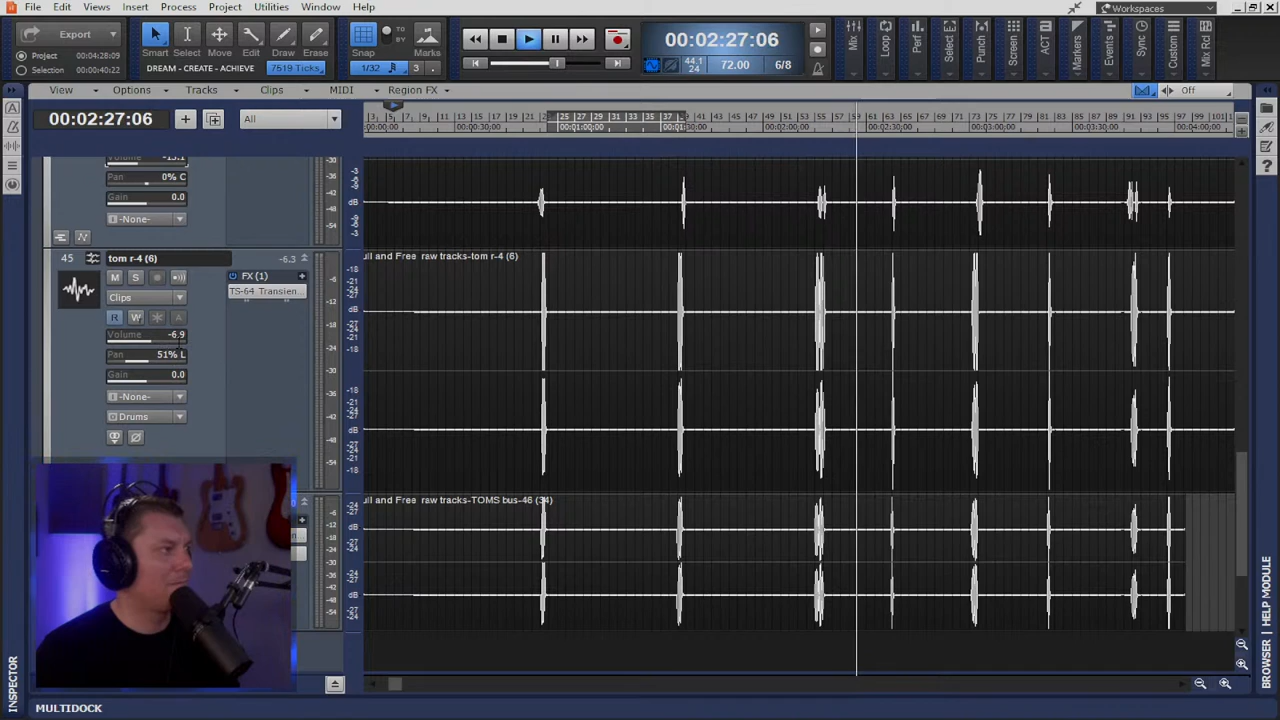 File Edit Views Insert Process Project Utilities Window Help
Workspaces
Export
Project 04:28:09
Selection 00:00:40:22
Smart Select Move Edit Draw Erase
DREAM - CREATE - ACHIEVE 7519 Ticks
Snap TO BY Marks
1/32 3
00:02:27:06
44.1 24 72.00 6/8
Mix Loop Perf Select Punch Screen ACT Markers Events Sync Custom Mix Rcl
View Options Tracks Clips MIDI Region FX
Off
00:02:27:06
All
Volume -13.1
Pan 0% C
Gain 0.0
-None-
45 tom r-4 (6) -6.3
M S
FX (1)
TS-64 Transien...
Clips
R W A
Volume -6.9
Pan 51% L
Gain 0.0
-None-
Drums
ull and Free raw tracks-tom r-4 (6)
ull and Free raw tracks-TOMS bus-46 (34)
INSPECTOR
BROWSER | HELP MODULE
MULTIDOCK